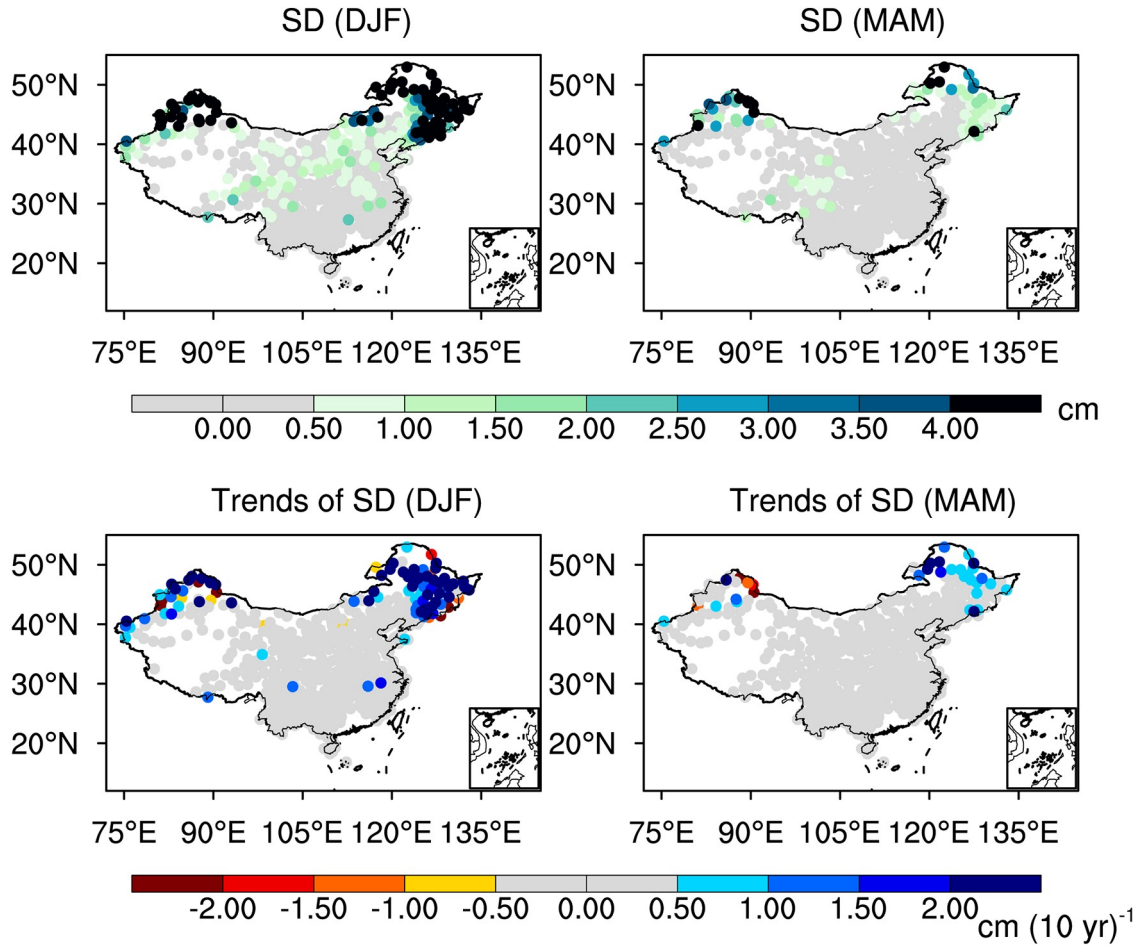 SD (DJF)
SD (MAM)
50°N
40°N
30°N
20°N
50°N
40°N
30°N
20°N
75°E 90°E 105°E 120°E 135°E
75°E 90°E 105°E 120°E 135°E
0.00 0.50 1.00 1.50 2.00 2.50 3.00 3.50 4.00 cm
Trends of SD (DJF)
Trends of SD (MAM)
50°N
40°N
30°N
20°N
50°N
40°N
30°N
20°N
75°E 90°E 105°E 120°E 135°E
75°E 90°E 105°E 120°E 135°E
-2.00 -1.50 -1.00 -0.50 0.00 0.50 1.00 1.50 2.00 cm (10 yr)⁻¹